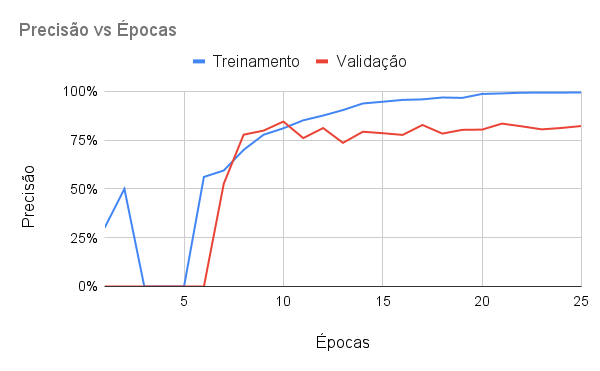 Precisão vs Épocas
Treinamento Validação
100%
75%
50%
25%
0%
Precisão
5 10 15 20 25
Épocas